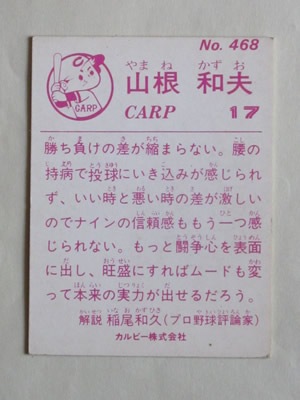 No. 468
やま ね かず お
山根 和夫
CARP
CARP 17
勝ち負けの差が縮まらない。腰の
持病で投球にいき込みが感じられ
ず、いい時と悪い時の差が激しい
のでナインの信頼感ももう一つ感
じられない。もっと闘争心を表面
に出し、旺盛にすればムードも変
って本来の実力が出せるだろう。
解説 稲尾和久(プロ野球評論家)
カルビー株式会社